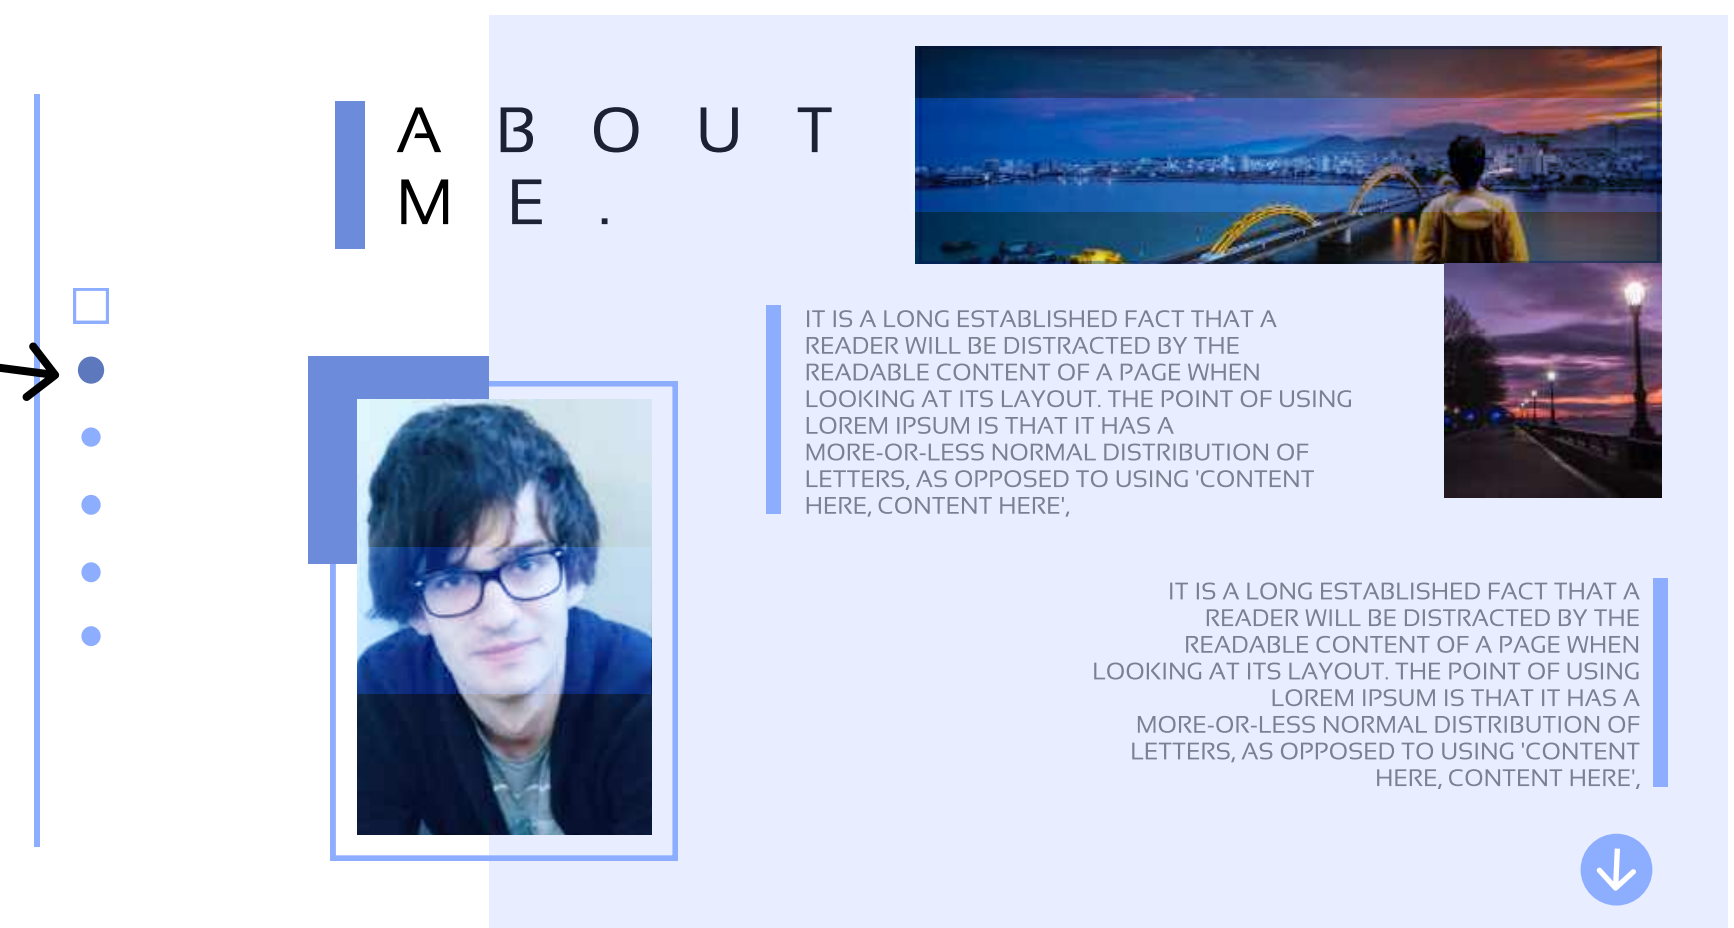 ABOUT
ME.
IT IS A LONG ESTABLISHED FACT THAT A
READER WILL BE DISTRACTED BY THE
READABLE CONTENT OF A PAGE WHEN
LOOKING AT ITS LAYOUT. THE POINT OF USING
LOREM IPSUM IS THAT IT HAS A
MORE-OR-LESS NORMAL DISTRIBUTION OF
LETTERS, AS OPPOSED TO USING 'CONTENT
HERE, CONTENT HERE',
IT IS A LONG ESTABLISHED FACT THAT A
READER WILL BE DISTRACTED BY THE
READABLE CONTENT OF A PAGE WHEN
LOOKING AT ITS LAYOUT. THE POINT OF USING
LOREM IPSUM IS THAT IT HAS A
MORE-OR-LESS NORMAL DISTRIBUTION OF
LETTERS, AS OPPOSED TO USING 'CONTENT
HERE, CONTENT HERE',